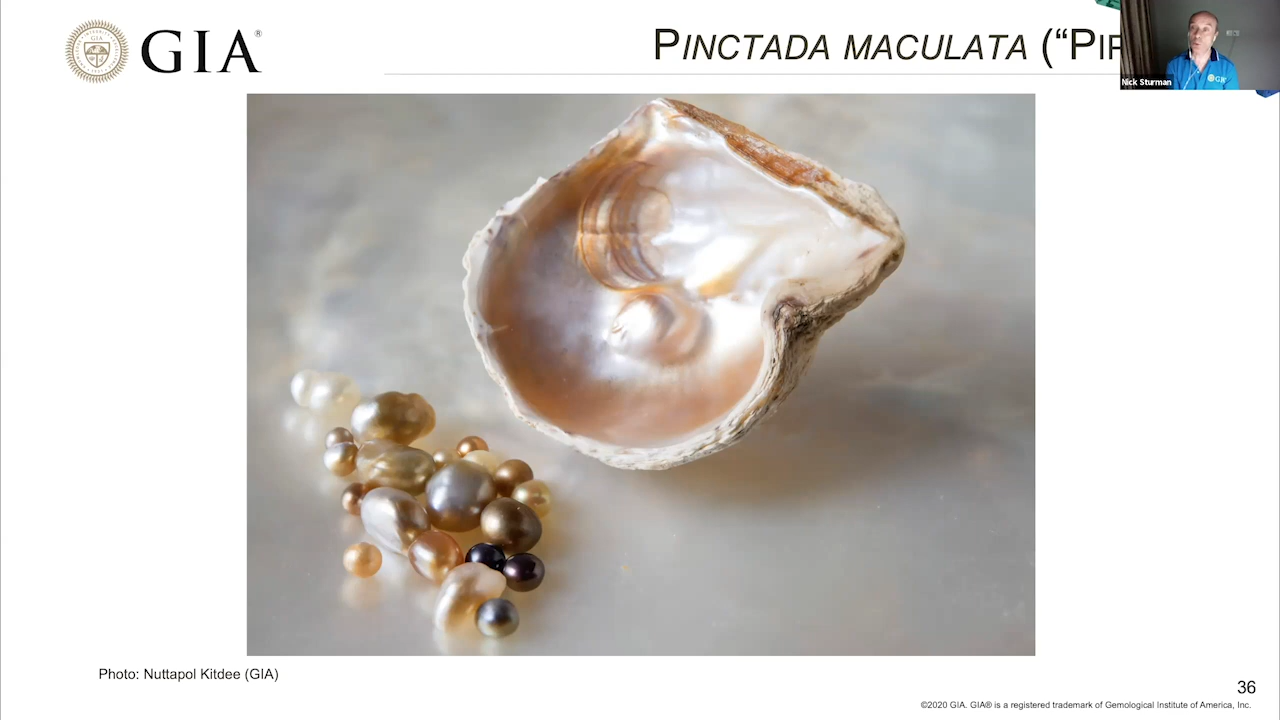 GIA®
PINCTADA MACULATA (“PIP
Nick Sturman
Photo: Nuttapol Kitdee (GIA)
36
©2020 GIA. GIA® is a registered trademark of Gemological Institute of America, Inc.